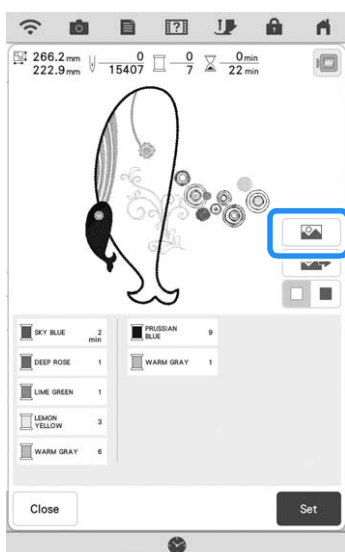 266.2 mm 0 0 0 min
222.9 mm 15407 7 22 min
SKY BLUE 2 min
PRUSSIAN BLUE 9
DEEP ROSE 1
WARM GRAY 1
LIME GREEN 1
LEMON YELLOW 3
WARM GRAY 6
Close
Set